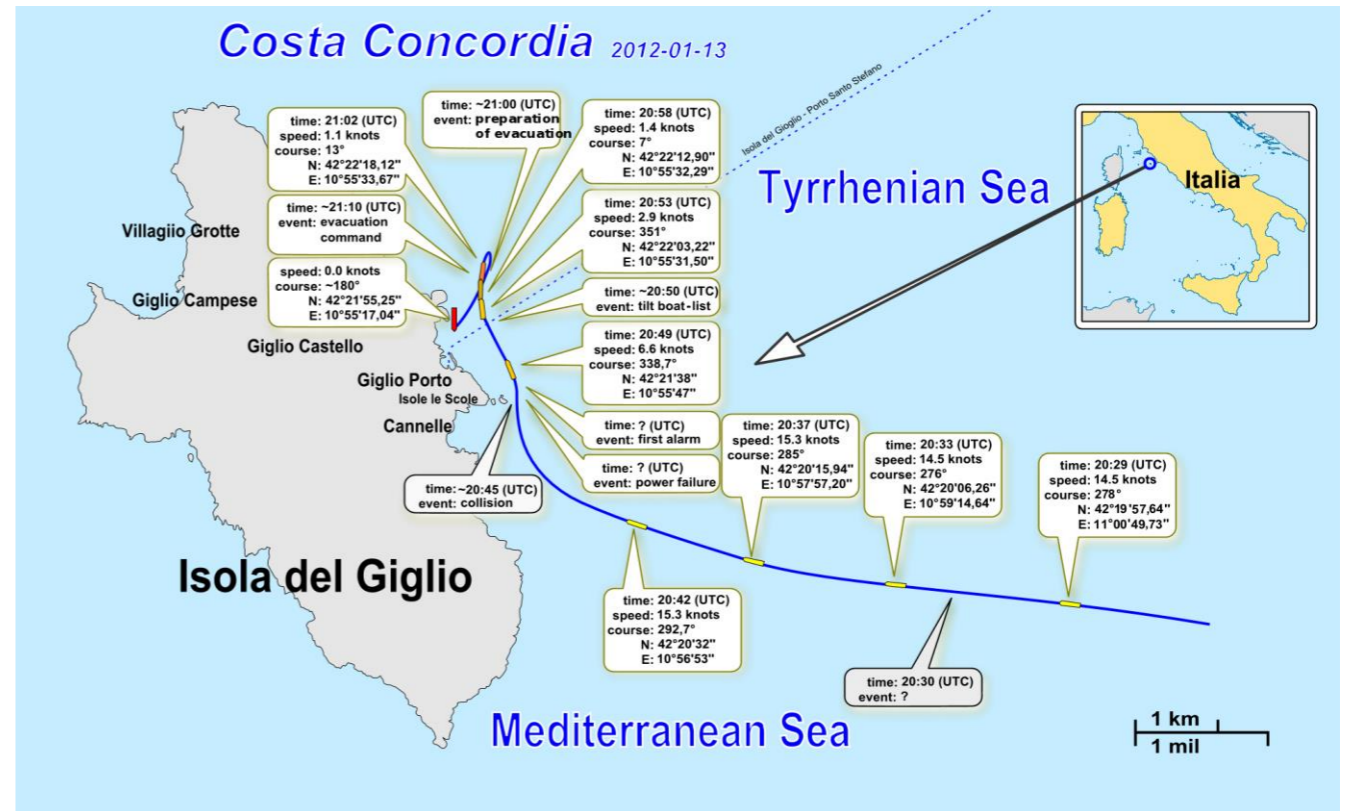 Costa Concordia 2012-01-13
time: 21:02 (UTC)
speed: 1.1 knots
course: 13°
N: 42°22'18,12"
E: 10°55'33,67"
time: ~21:00 (UTC)
event: preparation
of evacuation
time: 20:58 (UTC)
speed: 1.4 knots
course: 7°
N: 42°22'12,90"
E: 10°55'32,29"
Isola del Gioglio - Porto Santo Stefano
Tyrrhenian Sea
Italia
time: ~21:10 (UTC)
event: evacuation
command
time: 20:53 (UTC)
speed: 2.9 knots
course: 351°
N: 42°22'03,22"
E: 10°55'31,50"
Villagiio Grotte
Giglio Campese
speed: 0.0 knots
course: ~180°
N: 42°21'55,25"
E: 10°55'17,04"
time: ~20:50 (UTC)
event: tilt boat-list
Giglio Castello
time: 20:49 (UTC)
speed: 6.6 knots
course: 338,7°
N: 42°21'38"
E: 10°55'47"
Giglio Porto
Isole le Scole
Cannelle
time: ? (UTC)
event: first alarm
time: ? (UTC)
event: power failure
time: 20:37 (UTC)
speed: 15.3 knots
course: 285°
N: 42°20'15,94"
E: 10°57'57,20"
time: 20:33 (UTC)
speed: 14.5 knots
course: 276°
N: 42°20'06,26"
E: 10°59'14,64"
time: 20:29 (UTC)
speed: 14.5 knots
course: 278°
N: 42°19'57,64"
E: 11°00'49,73"
time:~20:45 (UTC)
event: collision
Isola del Giglio
time: 20:42 (UTC)
speed: 15.3 knots
course: 292,7°
N: 42°20'32"
E: 10°56'53"
time: 20:30 (UTC)
event: ?
Mediterranean Sea
1 km
1 mil